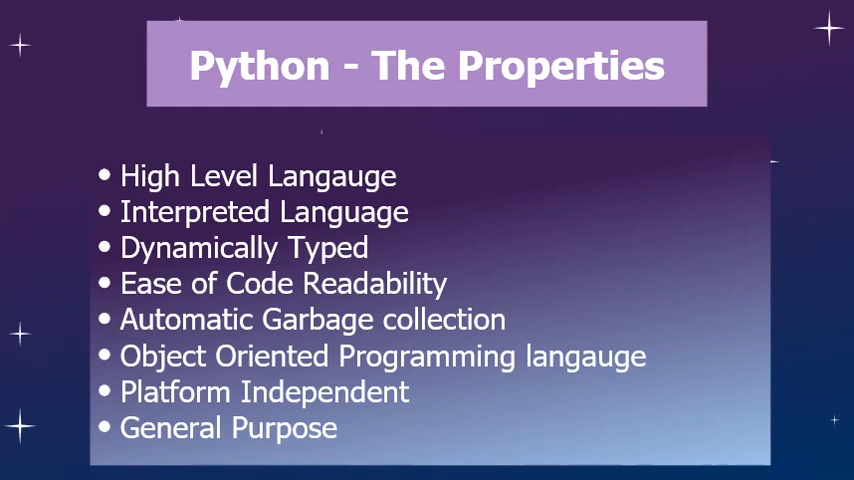 Python - The Properties
• High Level Langauge
• Interpreted Language
• Dynamically Typed
• Ease of Code Readability
• Automatic Garbage collection
• Object Oriented Programming langauge
• Platform Independent
• General Purpose